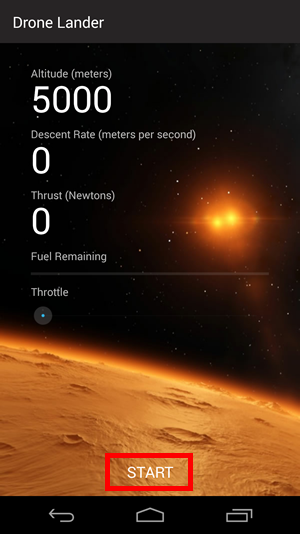 Drone Lander
Altitude (meters)
5000
Descent Rate (meters per second)
0
Thrust (Newtons)
0
Fuel Remaining
Throttle
START